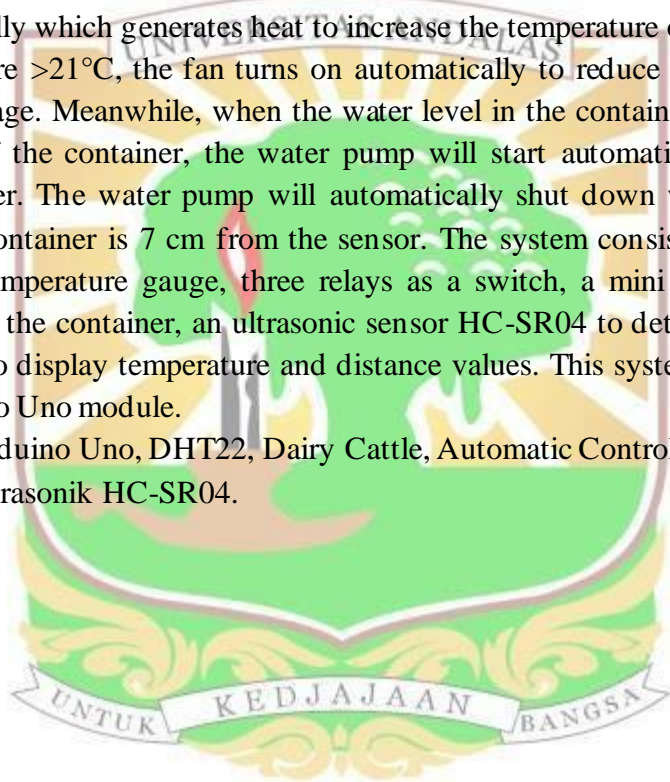 UNIVERSITAS ANDALAS
lly which generates heat to increase the temperature
re >21°C, the fan turns on automatically to reduce
age. Meanwhile, when the water level in the contain
f the container, the water pump will start automati
er. The water pump will automatically shut down
ontainer is 7 cm from the sensor. The system consis
mperature gauge, three relays as a switch, a mini
the container, an ultrasonic sensor HC-SR04 to det
o display temperature and distance values. This syste
o Uno module.
duino Uno, DHT22, Dairy Cattle, Automatic Control
rasonik HC-SR04.
UNTUK KEDJAJAAN BANGSA